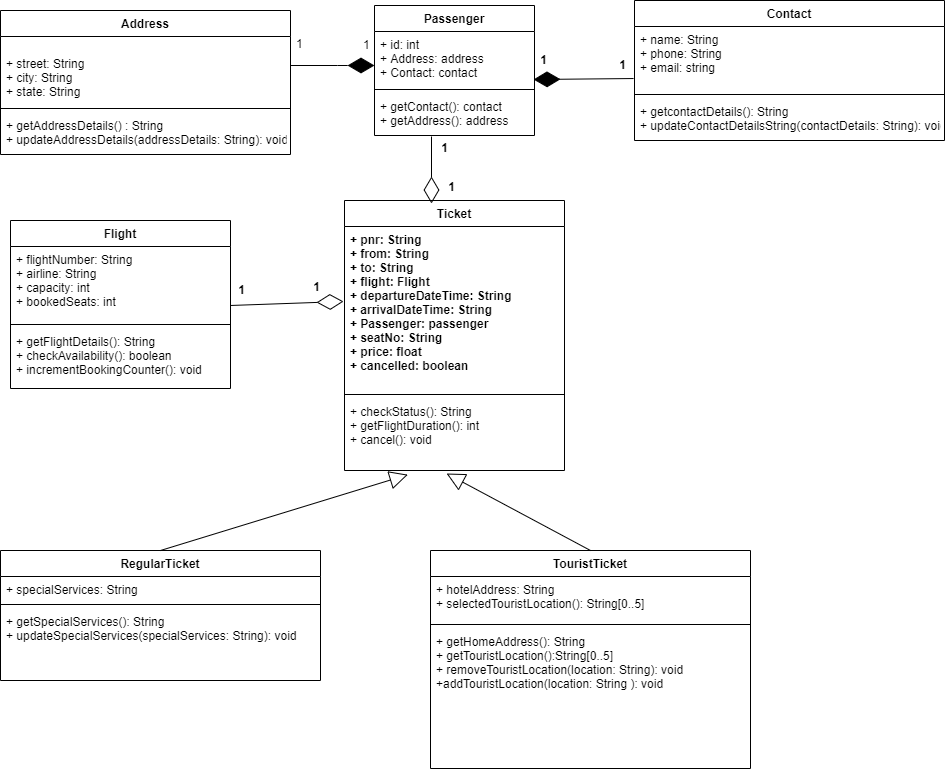 Address
+ street: String
+ city: String
+ state: String
+ getAddressDetails() : String
+ updateAddressDetails(addressDetails: String): void
1
1
Passenger
+ id: int
+ Address: address
+ Contact: contact
+ getContact(): contact
+ getAddress(): address
1
1
Contact
+ name: String
+ phone: String
+ email: string
+ getcontactDetails(): String
+ updateContactDetailsString(contactDetails: String): voi
1
1
Flight
+ flightNumber: String
+ airline: String
+ capacity: int
+ bookedSeats: int
+ getFlightDetails(): String
+ checkAvailability(): boolean
+ incrementBookingCounter(): void
1
1
Ticket
+ pnr: String
+ from: String
+ to: String
+ flight: Flight
+ departureDateTime: String
+ arrivalDateTime: String
+ Passenger: passenger
+ seatNo: String
+ price: float
+ cancelled: boolean
+ checkStatus(): String
+ getFlightDuration(): int
+ cancel(): void
RegularTicket
+ specialServices: String
+ getSpecialServices(): String
+ updateSpecialServices(specialServices: String): void
TouristTicket
+ hotelAddress: String
+ selectedTouristLocation(): String[0..5]
+ getHomeAddress(): String
+ getTouristLocation():String[0..5]
+ removeTouristLocation(location: String): void
+addTouristLocation(location: String ): void